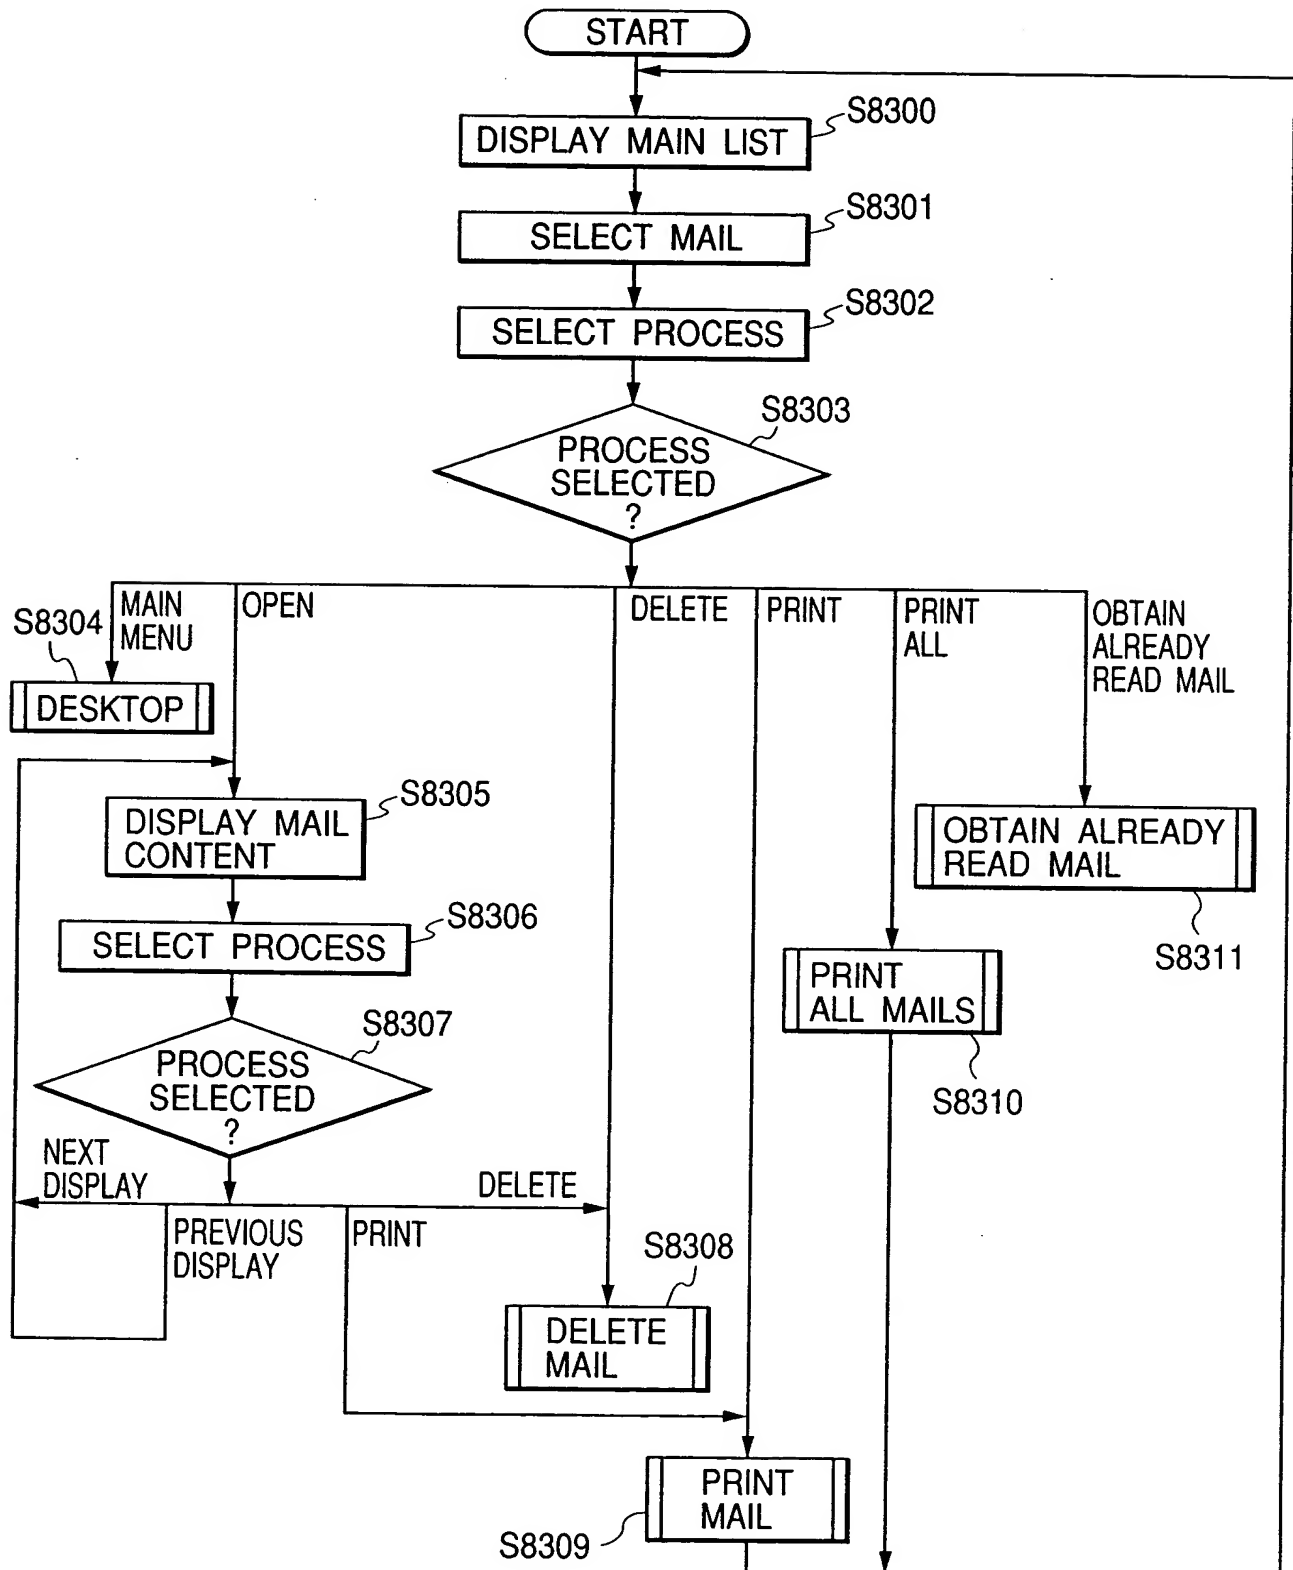 START
S8300
DISPLAY MAIN LIST
S8301
SELECT MAIL
S8302
SELECT PROCESS
S8303
PROCESS
SELECTED
?
MAIN
MENU
OPEN
DELETE
PRINT
PRINT
ALL
OBTAIN
ALREADY
READ MAIL
S8304
DESKTOP
S8305
DISPLAY MAIL
CONTENT
OBTAIN ALREADY
READ MAIL
S8311
S8306
SELECT PROCESS
PRINT
ALL MAILS
S8310
S8307
PROCESS
SELECTED
?
NEXT
DISPLAY
PREVIOUS
DISPLAY
PRINT
DELETE
S8308
DELETE
MAIL
PRINT
MAIL
S8309